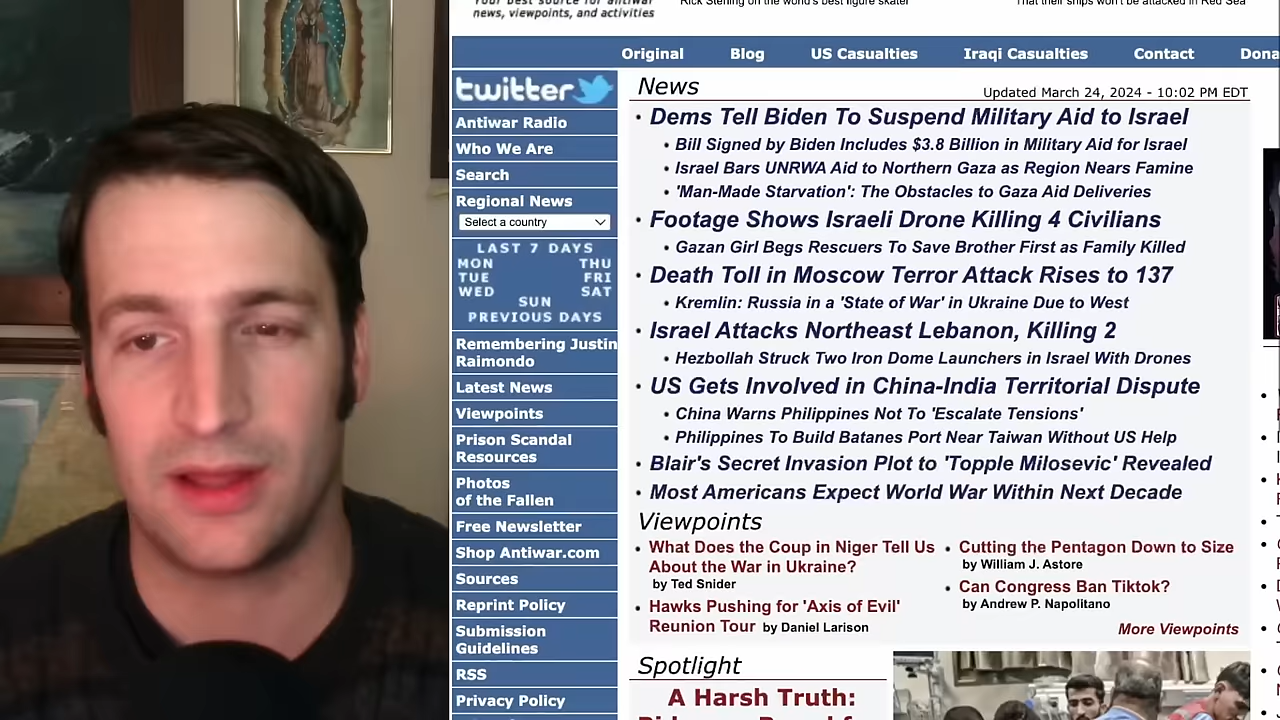 Your best source for antiwar
news, viewpoints, and activities
Rick Sterling on the world's best figure skater
That their ships won't be attacked in Red Sea
Original Blog US Casualties Iraqi Casualties Contact Dona
twitter
Antiwar Radio
Who We Are
Search
Regional News
Select a country
LAST 7 DAYS
MON THU
TUE FRI
WED SAT
SUN
PREVIOUS DAYS
Remembering Justin
Raimondo
Latest News
Viewpoints
Prison Scandal
Resources
Photos
of the Fallen
Free Newsletter
Shop Antiwar.com
Sources
Reprint Policy
Submission
Guidelines
RSS
Privacy Policy
News
Updated March 24, 2024 - 10:02 PM EDT
• Dems Tell Biden To Suspend Military Aid to Israel
• Bill Signed by Biden Includes $3.8 Billion in Military Aid for Israel
• Israel Bars UNRWA Aid to Northern Gaza as Region Nears Famine
• 'Man-Made Starvation': The Obstacles to Gaza Aid Deliveries
• Footage Shows Israeli Drone Killing 4 Civilians
• Gazan Girl Begs Rescuers To Save Brother First as Family Killed
• Death Toll in Moscow Terror Attack Rises to 137
• Kremlin: Russia in a 'State of War' in Ukraine Due to West
• Israel Attacks Northeast Lebanon, Killing 2
• Hezbollah Struck Two Iron Dome Launchers in Israel With Drones
• US Gets Involved in China-India Territorial Dispute
• China Warns Philippines Not To 'Escalate Tensions'
• Philippines To Build Batanes Port Near Taiwan Without US Help
• Blair's Secret Invasion Plot to 'Topple Milosevic' Revealed
• Most Americans Expect World War Within Next Decade
Viewpoints
• What Does the Coup in Niger Tell Us
About the War in Ukraine?
by Ted Snider
• Hawks Pushing for 'Axis of Evil'
Reunion Tour by Daniel Larison
• Cutting the Pentagon Down to Size
by William J. Astore
• Can Congress Ban Tiktok?
by Andrew P. Napolitano
More Viewpoints
Spotlight
A Harsh Truth: